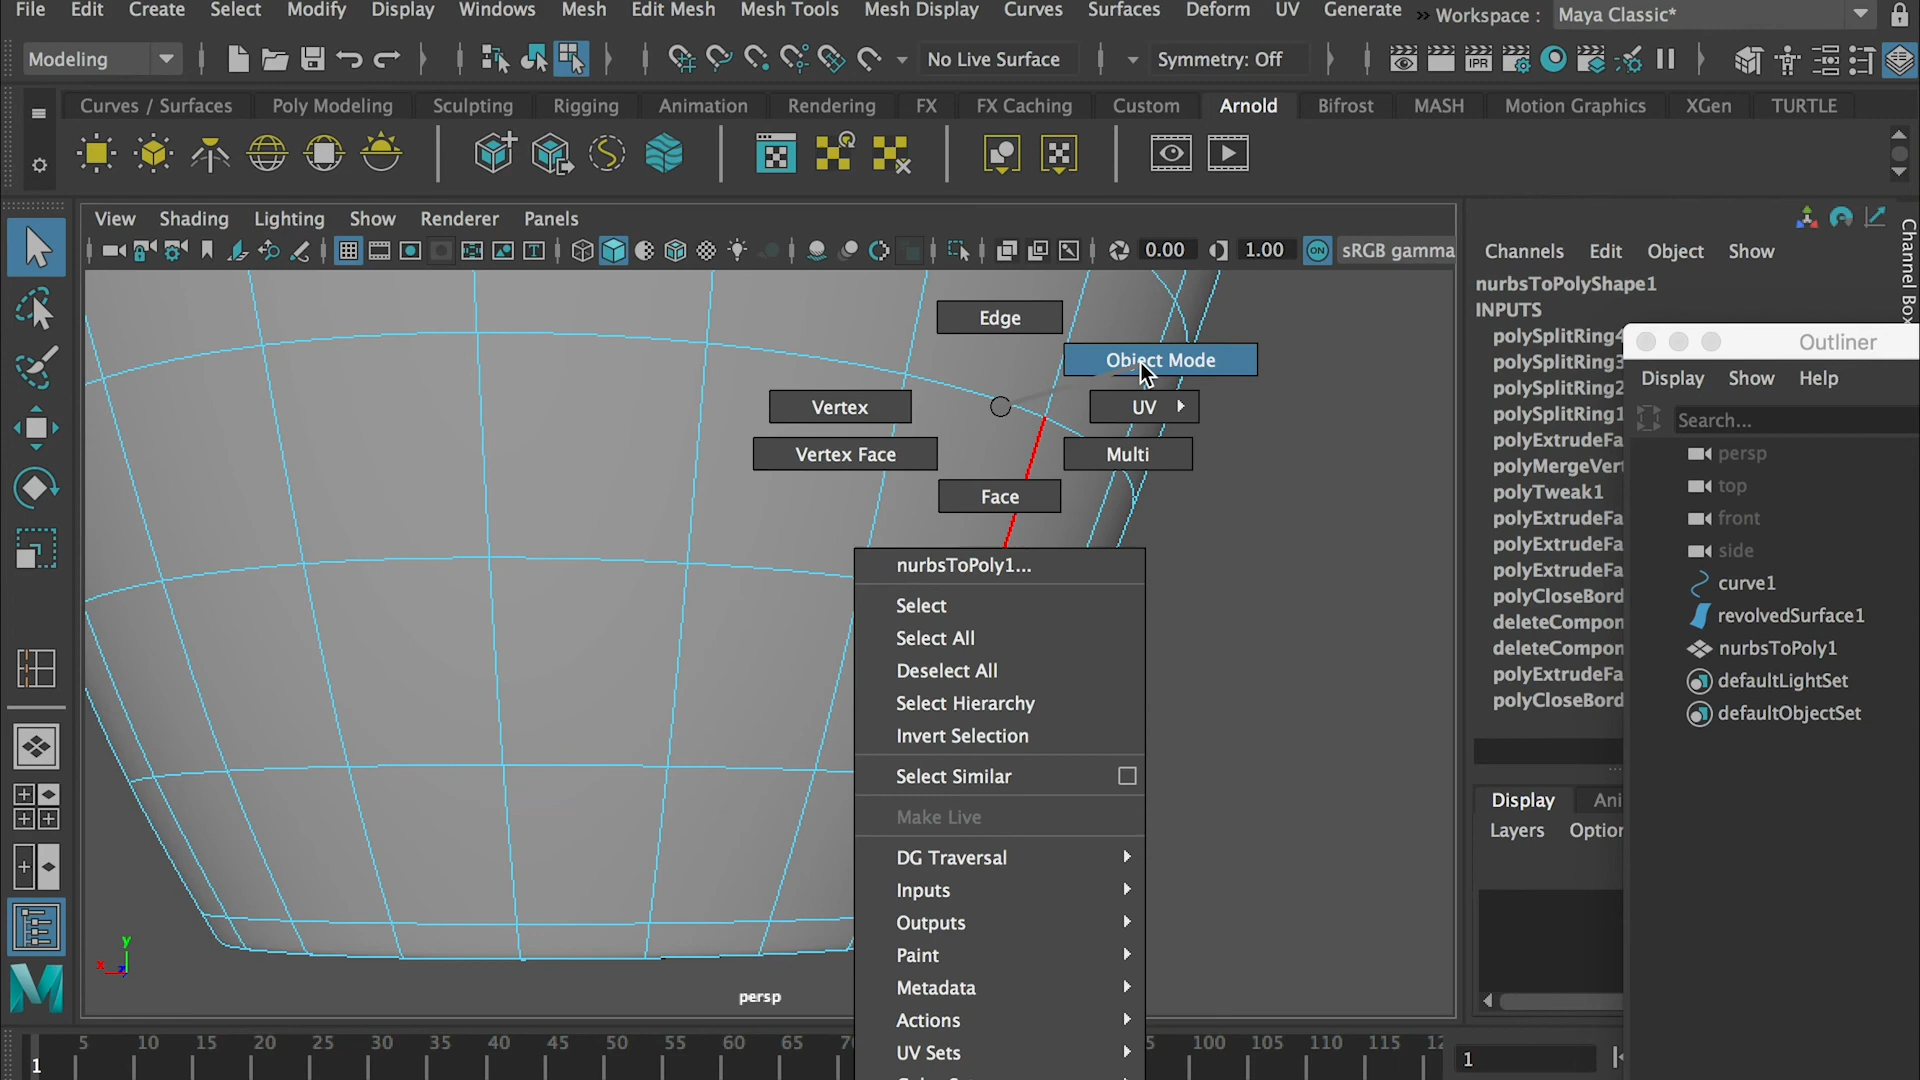 File Edit Create Select Modify Display Windows Mesh Edit Mesh Mesh Tools Mesh Display Curves Surfaces Deform UV Generate Workspace : Maya Classic*
Modeling No Live Surface Symmetry: Off IPR
Curves / Surfaces Poly Modeling Sculpting Rigging Animation Rendering FX FX Caching Custom Arnold Bifrost MASH Motion Graphics XGen TURTLE
View Shading Lighting Show Renderer Panels
0.00 1.00 ON sRGB gamma
Channels Edit Object Show
Channel Box
nurbsToPolyShape1
INPUTS
polySplitRing4
polySplitRing3
polySplitRing2
polySplitRing1
polyExtrudeFa
polyMergeVert
polyTweak1
polyExtrudeFa
polyExtrudeFa
polyExtrudeFa
polyCloseBord
deleteCompon
deleteCompon
polyExtrudeFa
polyCloseBord
Display Ani
Layers Option
Outliner
Display Show Help
Search...
persp
top
front
side
curve1
revolvedSurface1
nurbsToPoly1
defaultLightSet
defaultObjectSet
Edge
Object Mode
Vertex
UV
Vertex Face
Multi
Face
nurbsToPoly1...
Select
Select All
Deselect All
Select Hierarchy
Invert Selection
Select Similar
Make Live
DG Traversal
Inputs
Outputs
Paint
Metadata
Actions
UV Sets
y
x z
persp
1 5 10 15 20 25 30 35 40 45 50 55 60 65 100 105 110 115 1